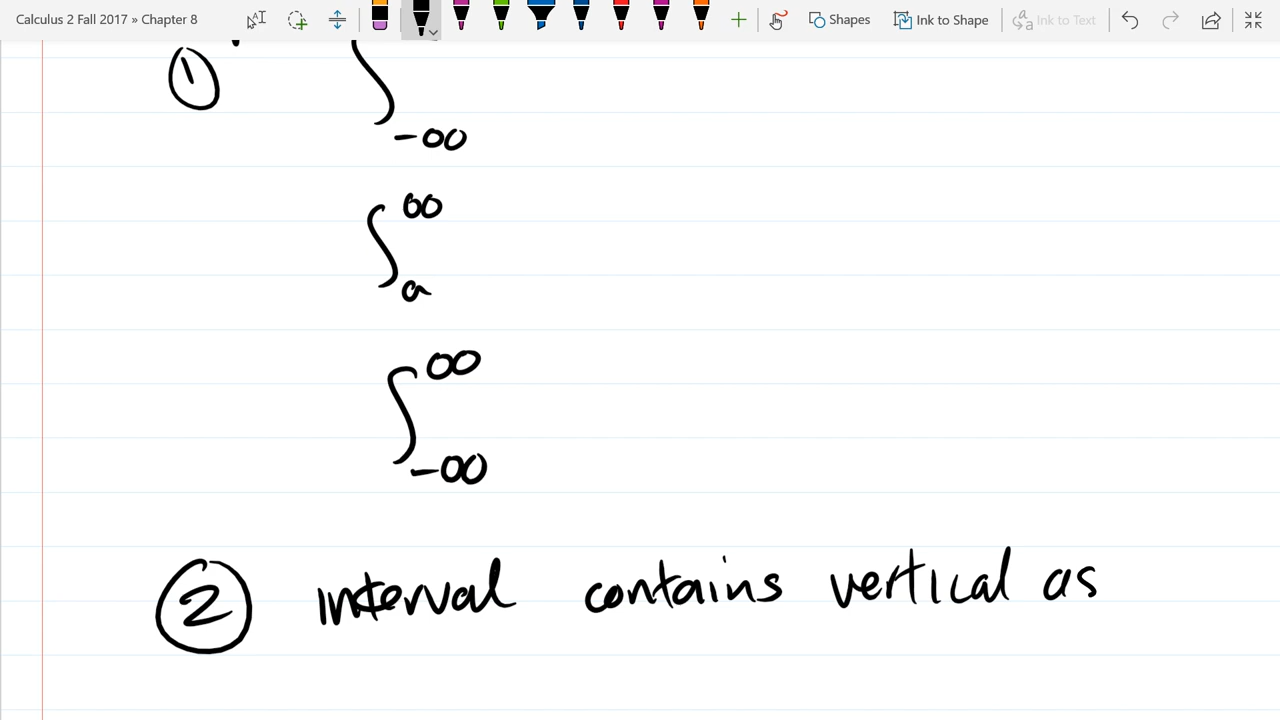 Calculus 2 Fall 2017 » Chapter 8
Shapes
Ink to Shape
Ink to Text
①
∫
-∞
∞
∫
a
∞
∫
-∞
② interval contains vertical as